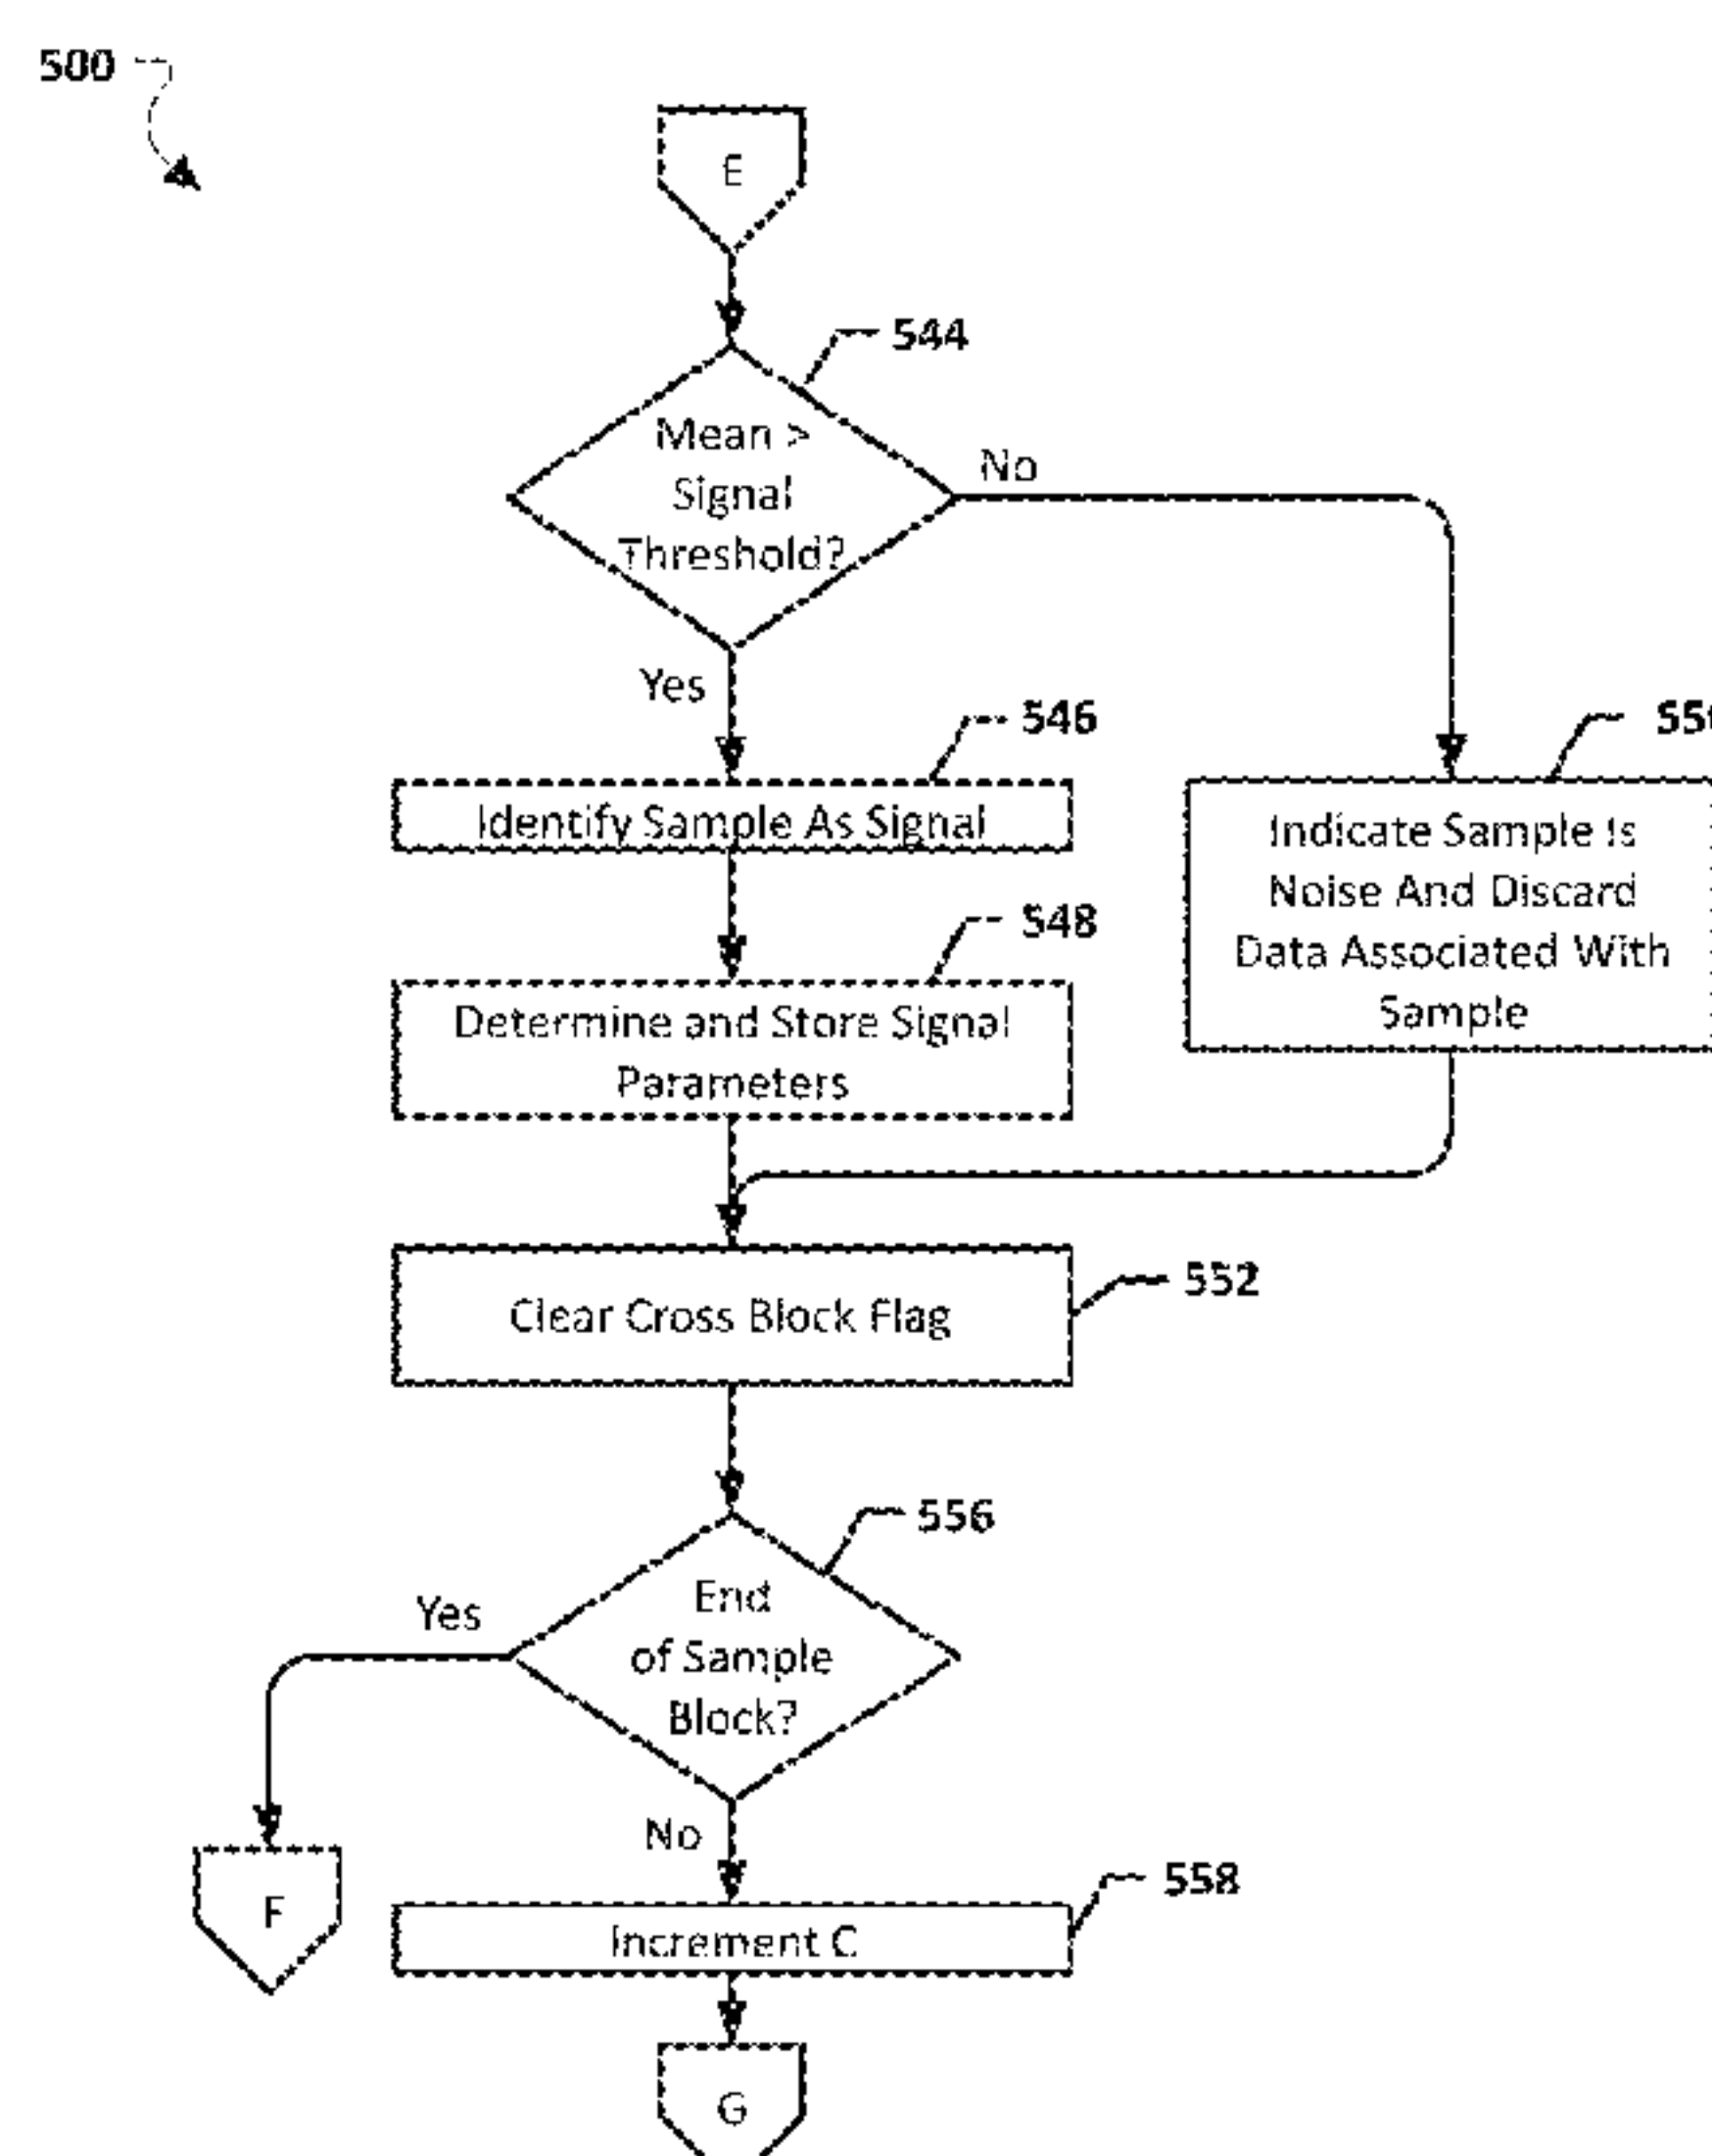 500
E
544
Mean >
Signal
Threshold?
No
Yes
546
Identify Sample As Signal
Indicate Sample Is
Noise And Discard
Data Associated With
Sample
548
Determine and Store Signal
Parameters
552
Clear Cross Block Flag
556
End
of Sample
Block?
Yes
No
F
558
Increment C
G